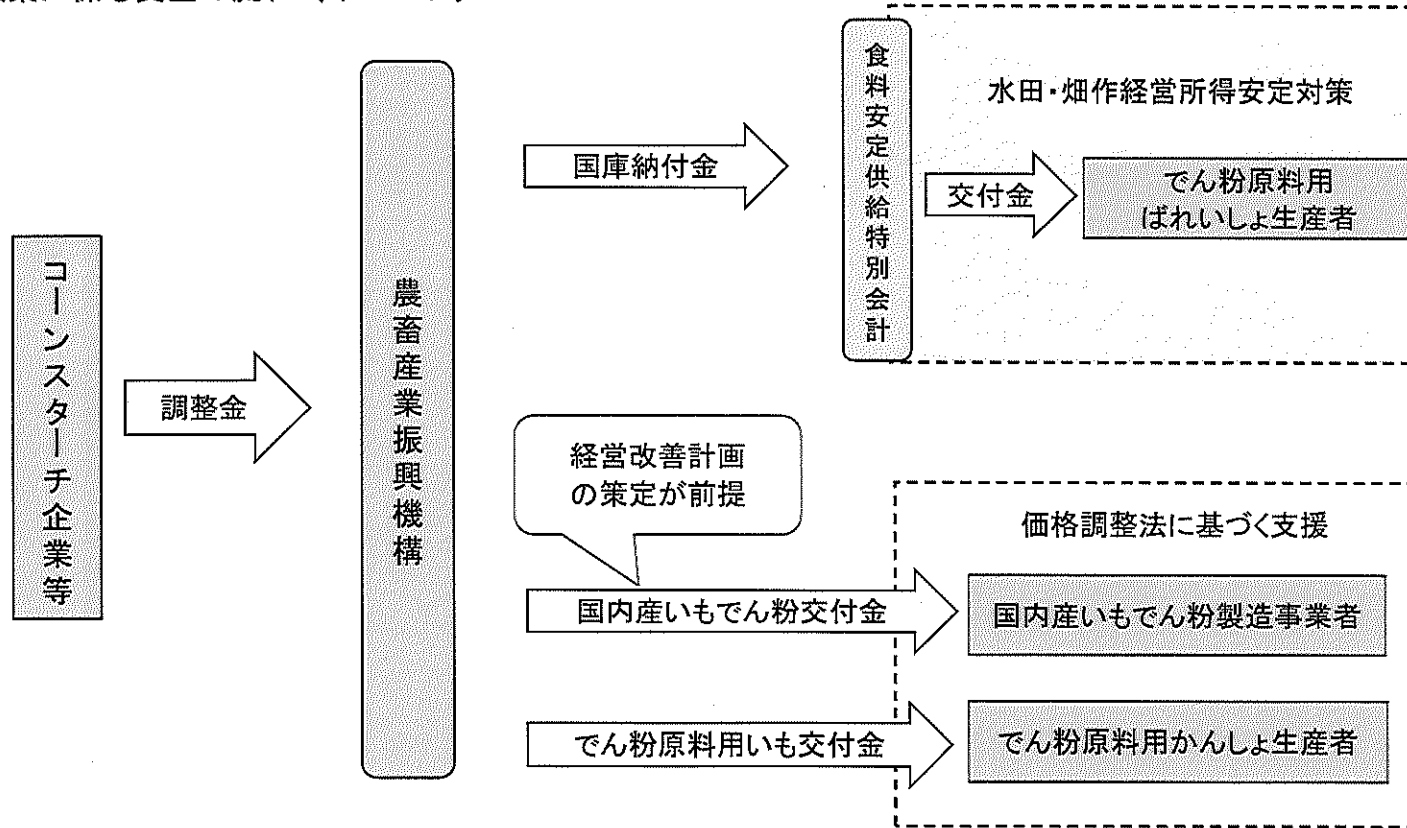 コーンスターチ企業等
調整金
農畜産業振興機構
国庫納付金
食料安定供給特別会計
水田・畑作経営所得安定対策
交付金
でん粉原料用
ばれいしょ生産者
経営改善計画
の策定が前提
価格調整法に基づく支援
国内産いもでん粉交付金
国内産いもでん粉製造事業者
でん粉原料用いも交付金
でん粉原料用かんしょ生産者